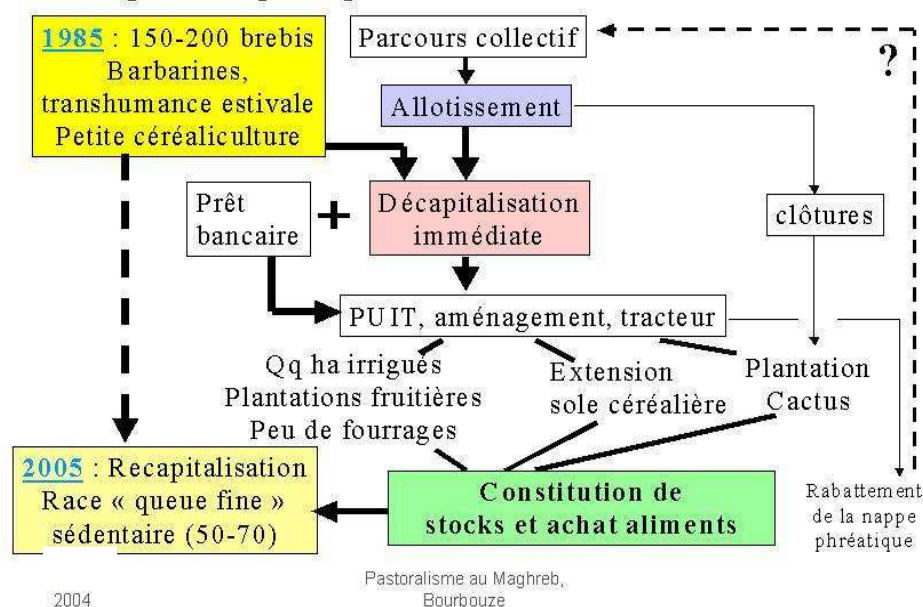 1985 : 150-200 brebis
Barbarines,
transhumance estivale
Petite céréaliculture
Parcours collectif
?
Allotissement
Prêt
bancaire
+
Décapitalisation
immédiate
clôtures
PUIT, aménagement, tracteur
Qq ha irrigués
Plantations fruitières
Peu de fourrages
Extension
sole céréalière
Plantation
Cactus
2005 : Recapitalisation
Race « queue fine »
sédentaire (50-70)
Constitution de
stocks et achat aliments
Rabattement
de la nappe
phréatique
2004
Pastoralisme au Maghreb,
Bourbouze